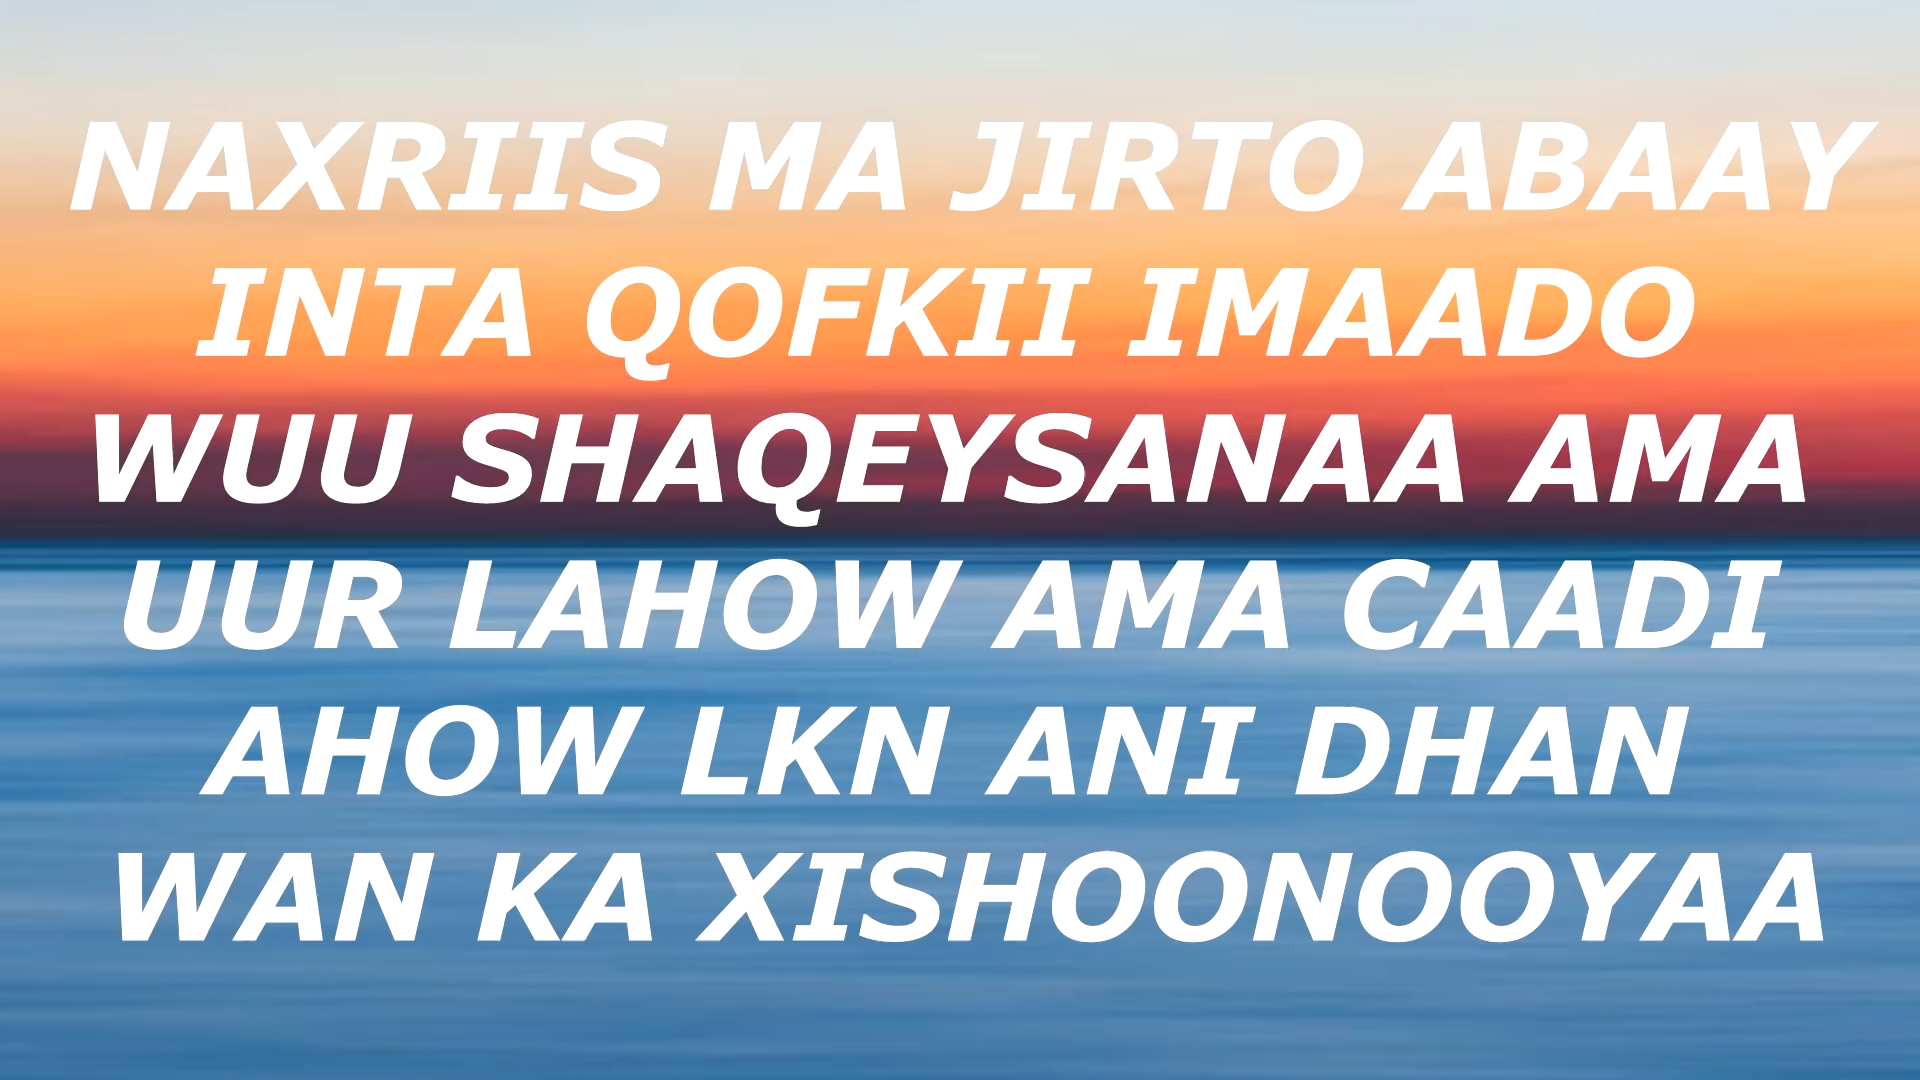 NAXRIIS MA JIRTO ABAAY
INTA QOFKII IMAADO
WUU SHAQEYSANAA AMA
UUR LAHOW AMA CAADI
AHOW LKN ANI DHAN
WAN KA XISHOONOOYAA